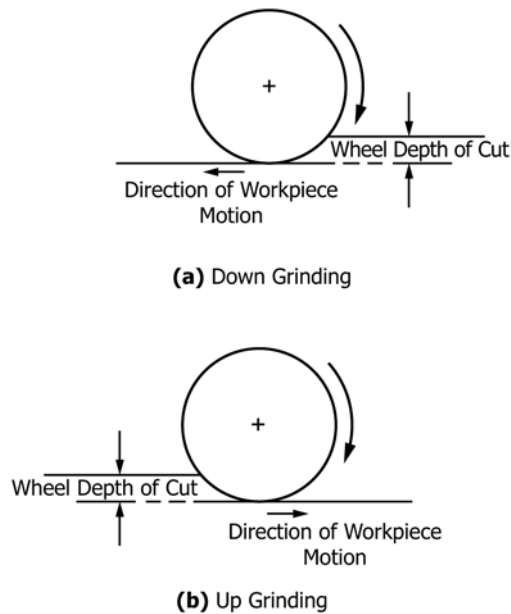 Wheel Depth of Cut
Direction of Workpiece
Motion
(a) Down Grinding
Wheel Depth of Cut
Direction of Workpiece
Motion
(b) Up Grinding